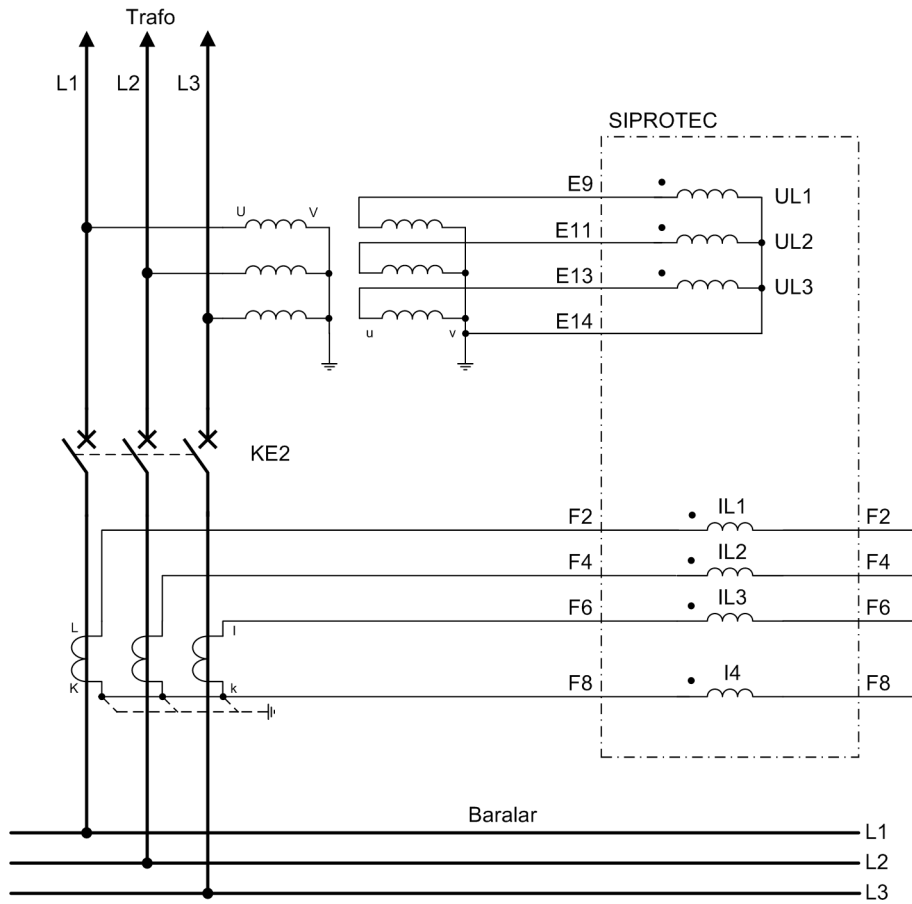 Trafo
L1 L2 L3
SIPROTEC
E9 UL1
U V
E11 UL2
E13 UL3
E14
u v
KE2
F2 IL1 F2
F4 IL2 F4
F6 IL3 F6
L l
K k
F8 I4 F8
Baralar
L1
L2
L3